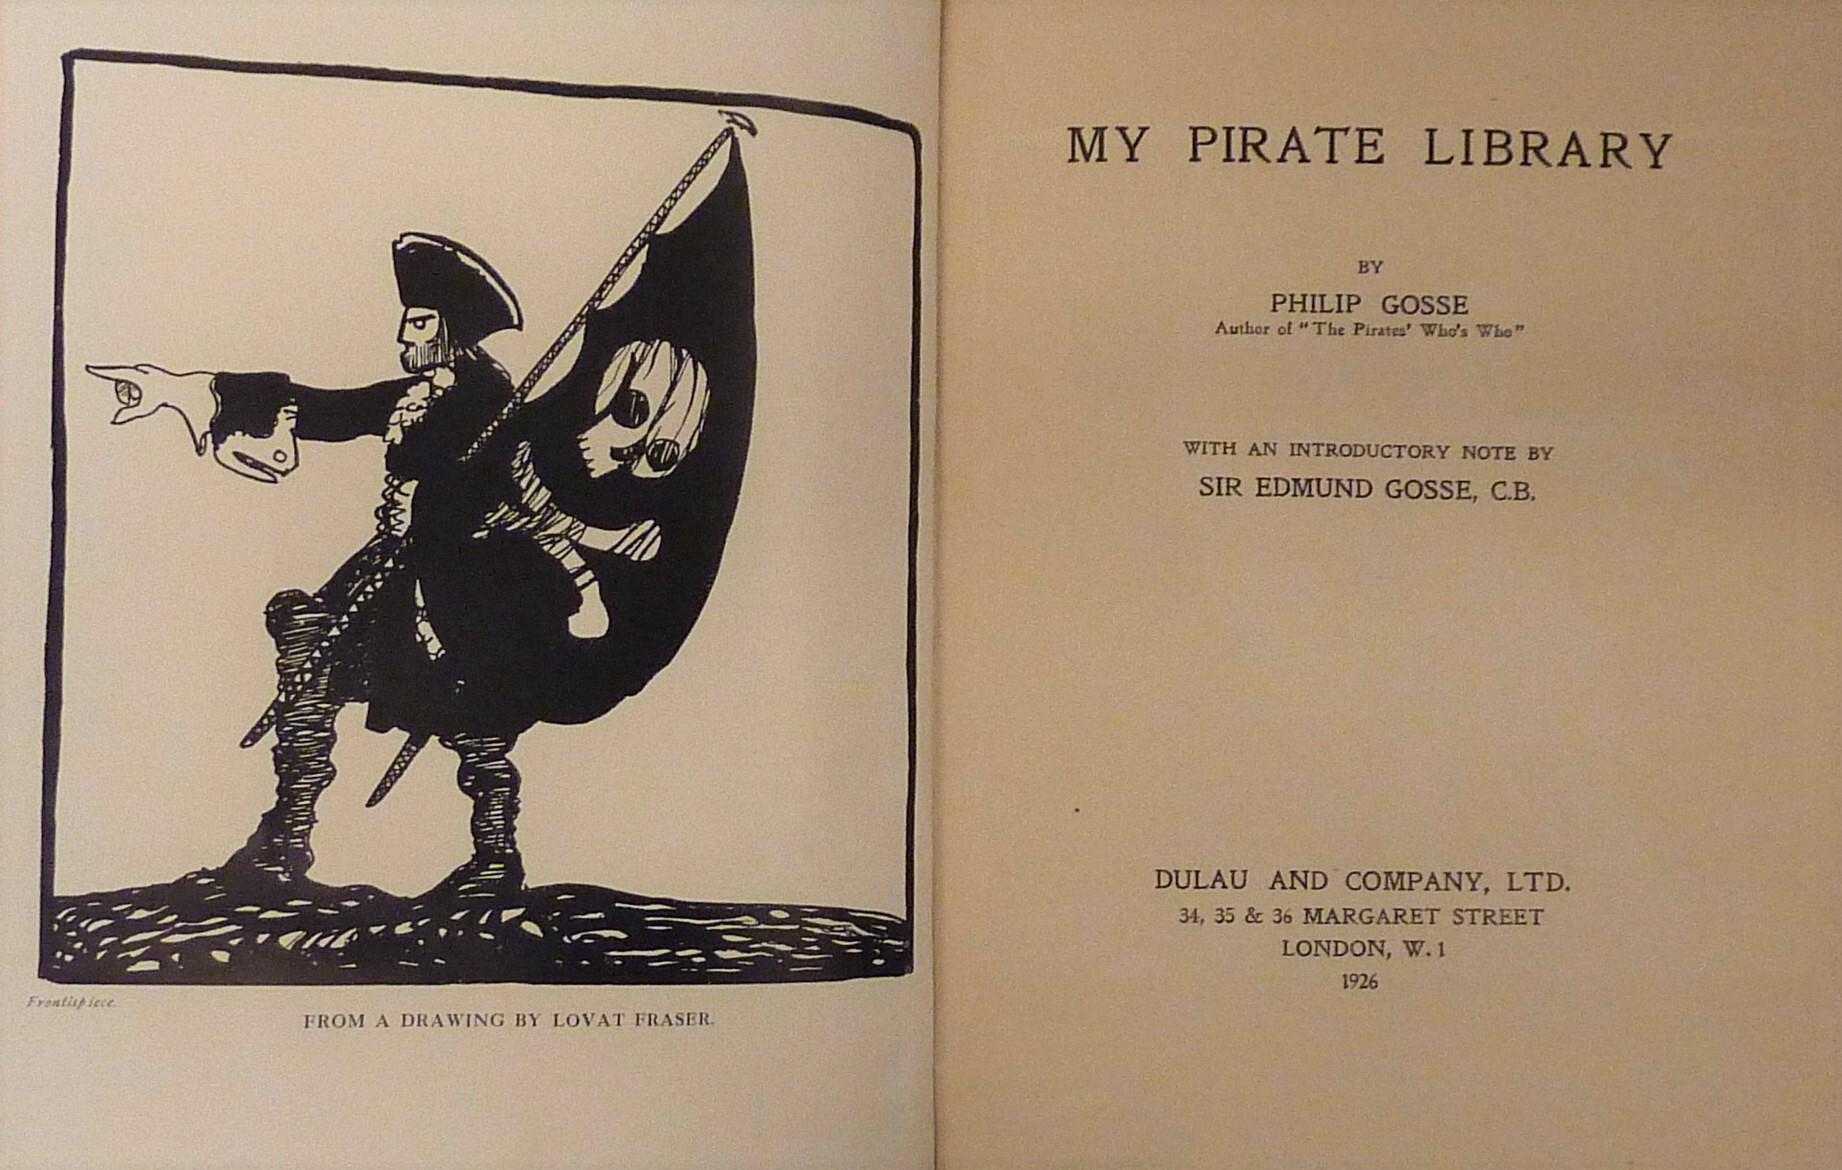 Frontispiece.
FROM A DRAWING BY LOVAT FRASER.
MY PIRATE LIBRARY
BY
PHILIP GOSSE
Author of "The Pirates' Who's Who"
WITH AN INTRODUCTORY NOTE BY
SIR EDMUND GOSSE, C.B.
DULAU AND COMPANY, LTD.
34, 35 & 36 MARGARET STREET
LONDON, W. 1
1926